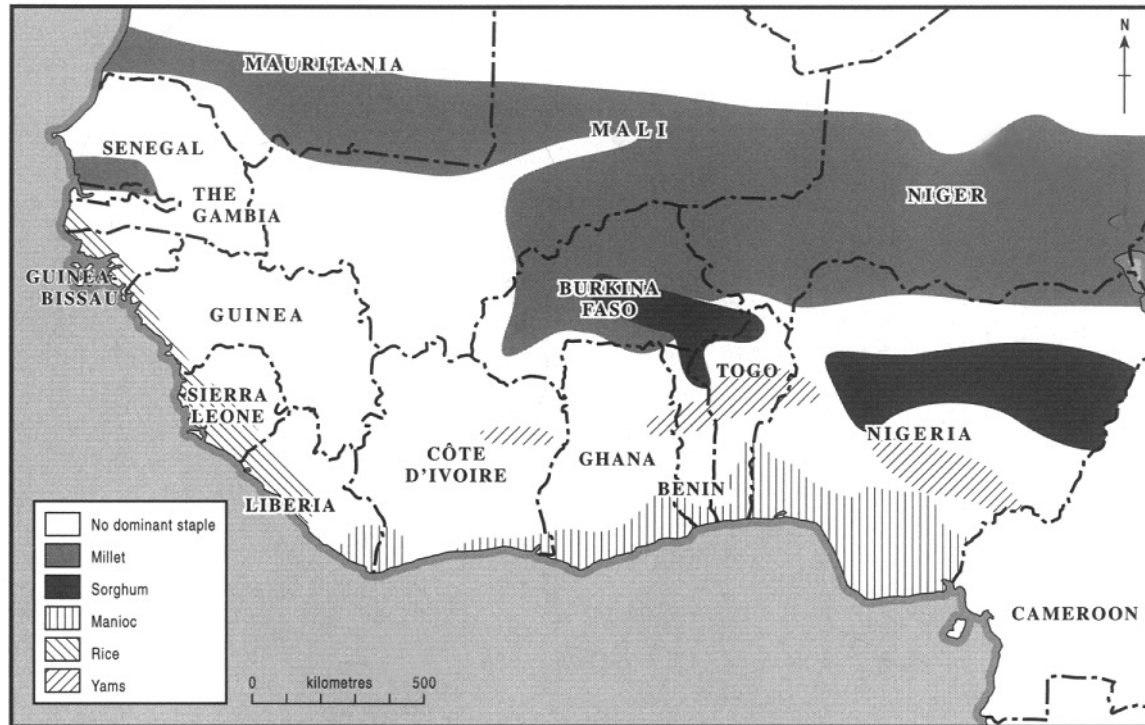 N
MAURITANIA
MALI
SENEGAL
NIGER
THE
GAMBIA
GUINÉA-
BISSAU
BURKINA
FASO
GUINEA
TOGO
SIERRA
LEONE
NIGERIA
CÔTE
D'IVOIRE
GHANA
BENIN
LIBERIA
CAMEROON
No dominant staple
Millet
Sorghum
Manioc
Rice
Yams
0 kilometres 500